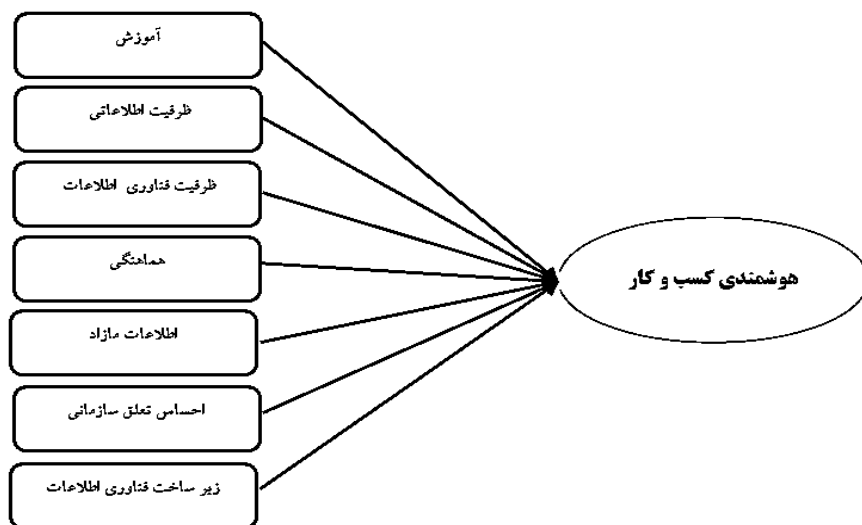 آموزش
ظرفیت اطلاعاتی
ظرفیت فناوری اطلاعات
هماهنگی
اطلاعات مازاد
احساس تعلق سازمانی
زیر ساخت فناوری اطلاعات
هوشمندی کسب و کار